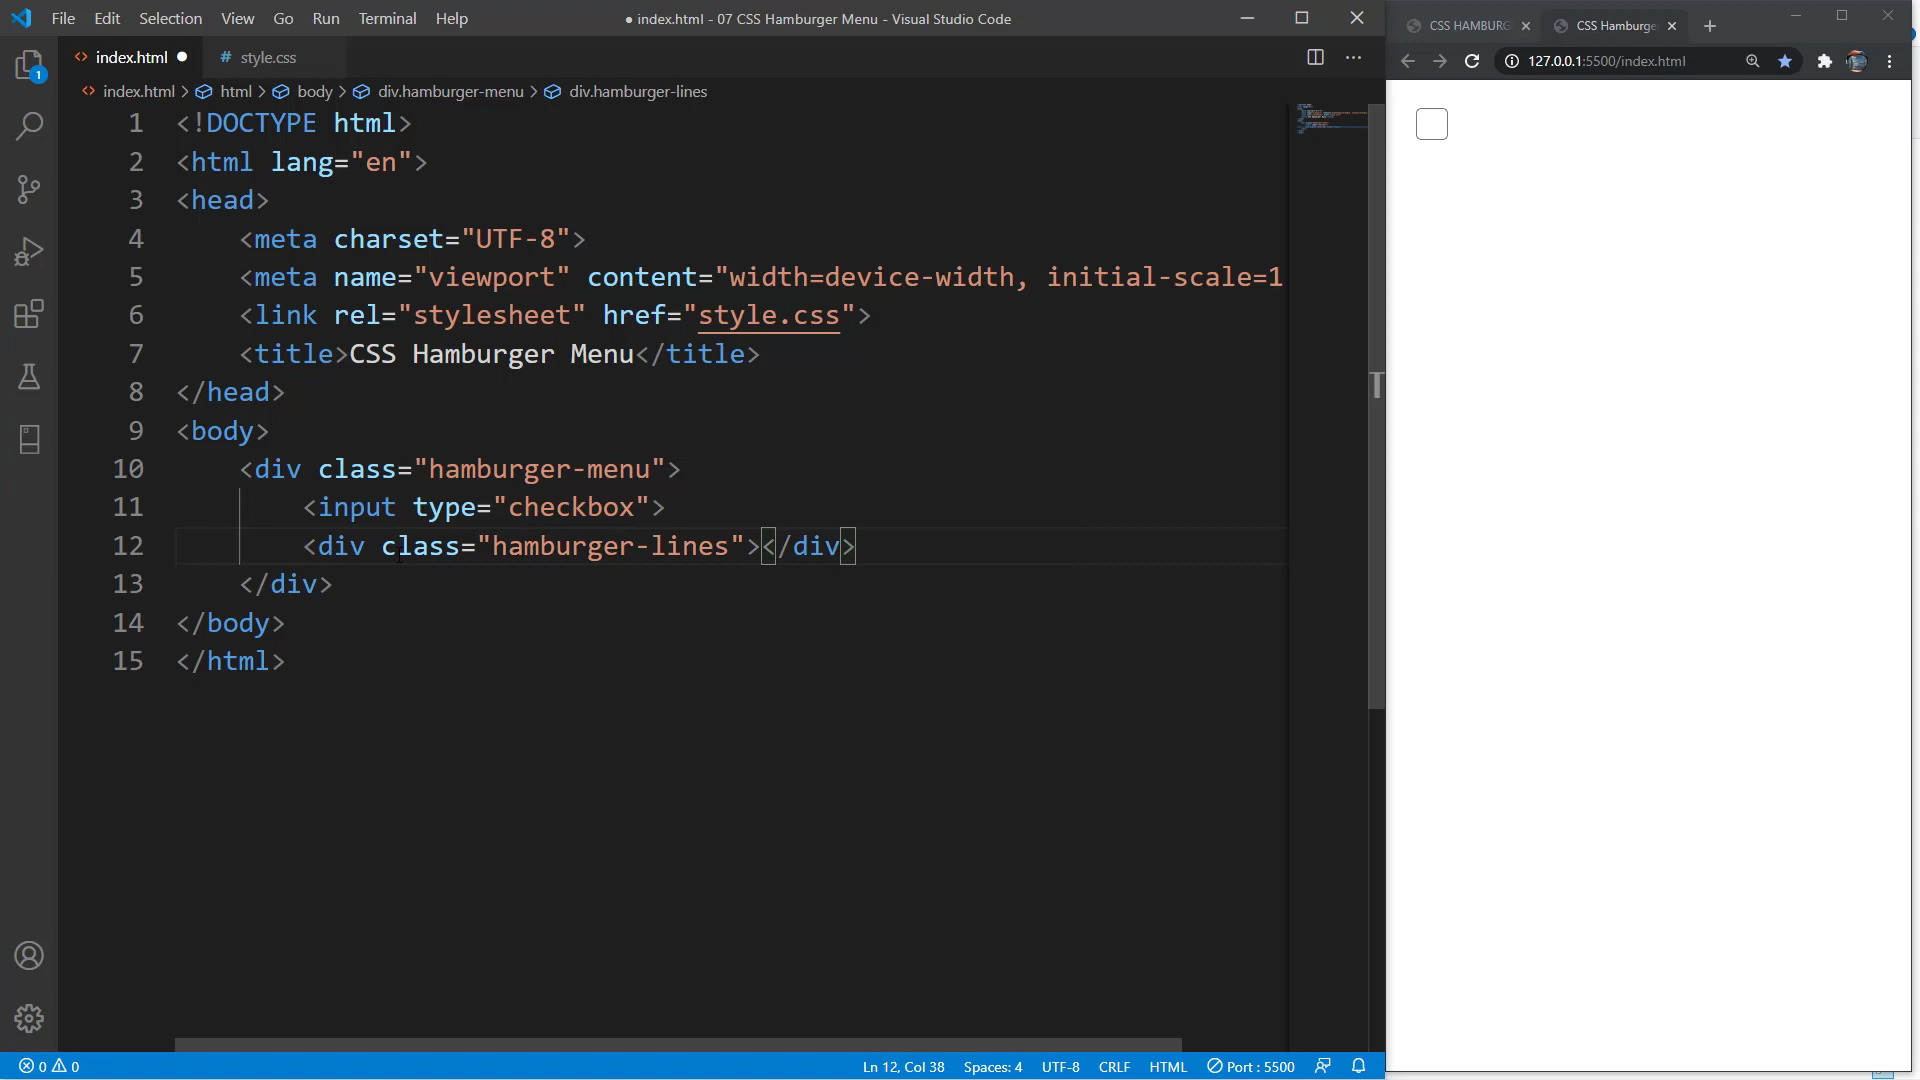 File Edit Selection View Go Run Terminal Help ● index.html - 07 CSS Hamburger Menu - Visual Studio Code
index.html ● # style.css
index.html > html > body > div.hamburger-menu > div.hamburger-lines
1 <!DOCTYPE html>
2 <html lang="en">
3 <head>
4 <meta charset="UTF-8">
5 <meta name="viewport" content="width=device-width, initial-scale=1
6 <link rel="stylesheet" href="style.css">
7 <title>CSS Hamburger Menu</title>
8 </head>
9 <body>
10 <div class="hamburger-menu">
11 <input type="checkbox">
12 <div class="hamburger-lines"></div>
13 </div>
14 </body>
15 </html>
1
0 0 Ln 12, Col 38 Spaces: 4 UTF-8 CRLF HTML Port : 5500
CSS HAMBURG CSS Hamburge
127.0.0.1:5500/index.html